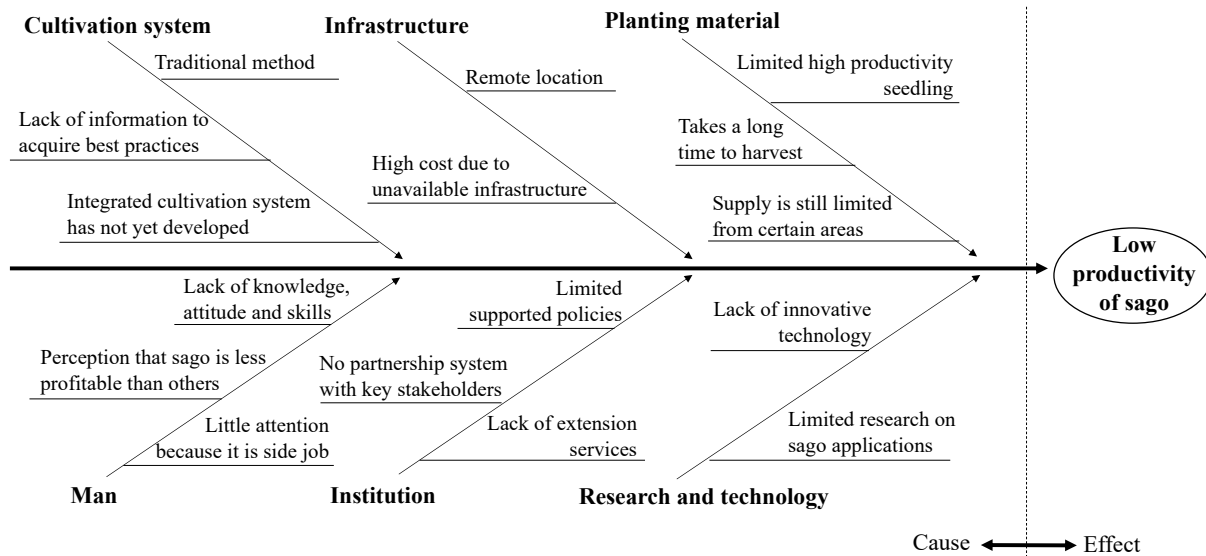 Cultivation system
Traditional method
Lack of information to
acquire best practices
Integrated cultivation system
has not yet developed
Infrastructure
Remote location
High cost due to
unavailable infrastructure
Planting material
Limited high productivity
seedling
Takes a long
time to harvest
Supply is still limited
from certain areas
Low
productivity
of sago
Lack of knowledge,
attitude and skills
Perception that sago is less
profitable than others
Little attention
because it is side job
Man
Limited
supported policies
No partnership system
with key stakeholders
Lack of extension
services
Institution
Lack of innovative
technology
Limited research on
sago applications
Research and technology
Cause
Effect